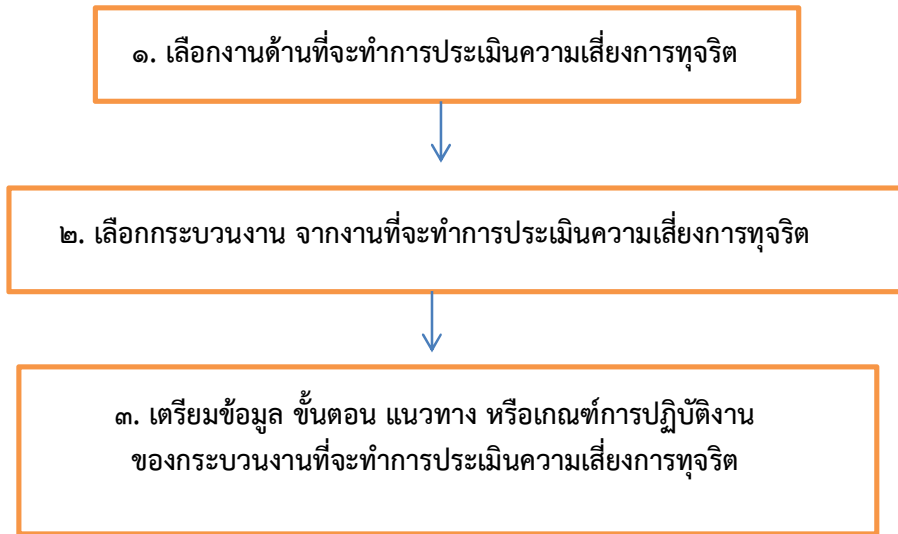 ๑. เลือกงานด้านที่จะทำการประเมินความเสี่ยงการทุจริต
๒. เลือกกระบวนงาน จากงานที่จะทำการประเมินความเสี่ยงการทุจริต
๓. เตรียมข้อมูล ขั้นตอน แนวทาง หรือเกณฑ์การปฏิบัติงาน
ของกระบวนงานที่จะทำการประเมินความเสี่ยงการทุจริต